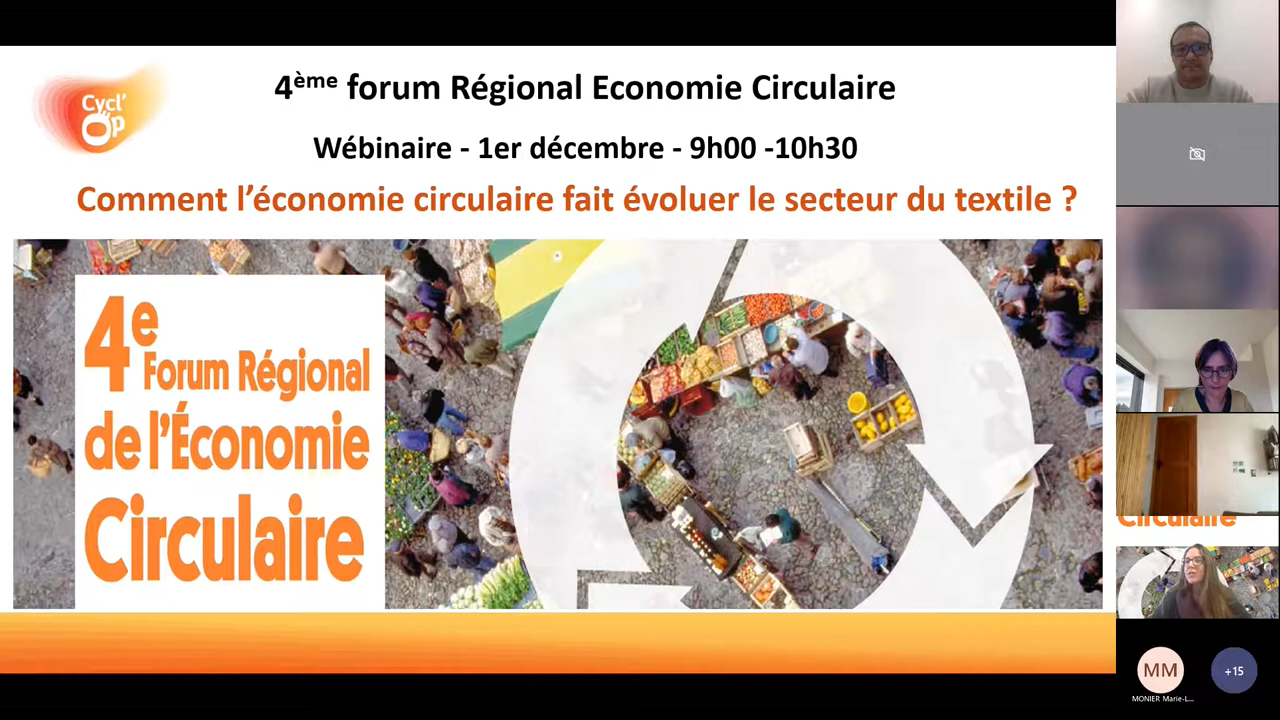 Cycl'
Op
4ème forum Régional Economie Circulaire
Wébinaire - 1er décembre - 9h00 -10h30
Comment l'économie circulaire fait évoluer le secteur du textile ?
4e
Forum Régional
de l'Économie
Circulaire
Circulaire
MM
+15
MONIER Marie-L...